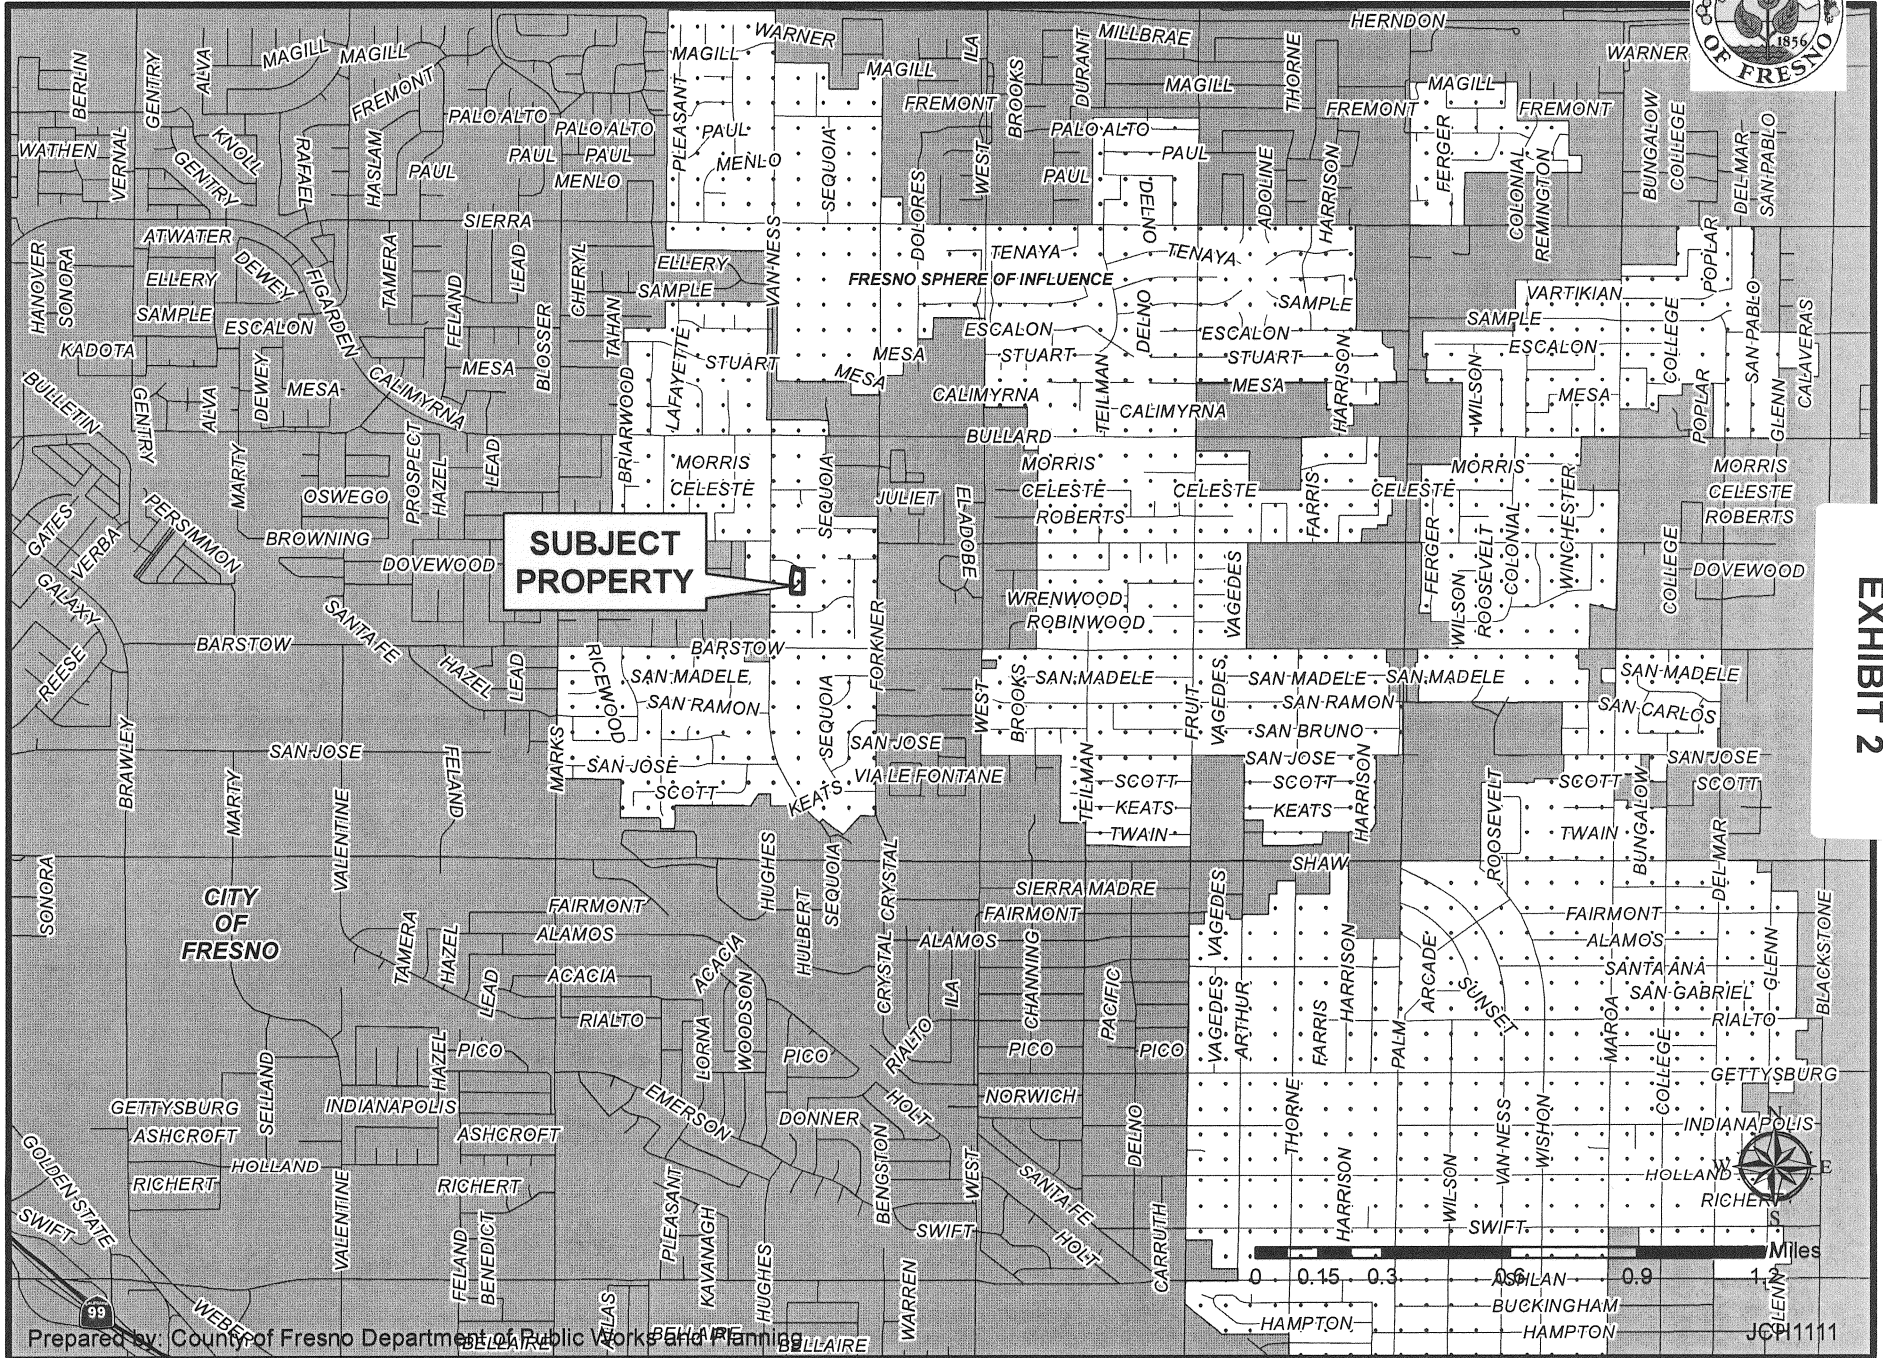 HERNDON
WARNER
MILLBRAE
WARNER
1856
OF FRESNO
MAGILL
MAGILL
MAGILL
MAGILL
MAGILL
MAGILL
BERLIN
GENTRY
ALVA
FREMONT
PLEASANT
ILA
BROOKS
DURANT
THORNE
FREMONT
FREMONT
FREMONT
BUNGALOW
COLLEGE
DEL MAR
SAN PABLO
WATHEN
VERNAL
KNOLL
GENTRY
RAFAEL
HASLAM
PALO ALTO
PALO ALTO
PALO ALTO
PAUL
PAUL
PAUL
PAUL
PAUL
PAUL
MENLO
MENLO
SEQUOIA
DOLORES
WEST
DELNO
ADOLINE
HARRISON
FERGER
COLONIAL
REMINGTON
SIERRA
ATWATER
HANOVER
SONORA
ELLERY
DEWEY
FIGARDEN
TAMERA
FELAND
LEAD
CHERYL
ELLERY
SAMPLE
VAN NESS
TENAYA
TENAYA
FRESNO SPHERE OF INFLUENCE
POPLAR
VARTIKIAN
SAMPLE
ESCALON
KADOTA
DEWEY
BLOSSER
TAHAN
LAFAYETTE
STUART
ESCALON
STUART
DELNO
SAMPLE
ESCALON
STUART
SAMPLE
ESCALON
COLLEGE
SAN PABLO
CALAVERAS
BULLETIN
GENTRY
ALVA
MESA
CALIMYRNA
MESA
BRIARWOOD
MESA
MESA
CALIMYRNA
TEILMAN
CALIMYRNA
MESA
HARRISON
WILSON
MESA
POPLAR
GLENN
BULLARD
MARTY
PROSPECT
HAZEL
LEAD
OSWEGO
MORRIS
CELESTE
SEQUOIA
JULIET
EL ADOBE
MORRIS
CELESTE
ROBERTS
CELESTE
FARRIS
CELESTE
MORRIS
WINCHESTER
MORRIS
CELESTE
ROBERTS
GATES
VERBA
PERSIMMON
BROWNING
DOVEWOOD
SUBJECT
PROPERTY
GALAXY
WRENWOOD
ROBINWOOD
VAGEDES
FERGER
WILSON
ROOSEVELT
COLONIAL
COLLEGE
DOVEWOOD
EXHIBIT 2
REESE
BARSTOW
SANTA FE
HAZEL
LEAD
RICEWOOD
BARSTOW
FORKNER
SAN MADELE
SAN RAMON
SEQUOIA
WEST
BROOKS
SAN MADELE
FRUIT
VAGEDES
SAN MADELE
SAN MADELE
SAN RAMON
SAN BRUNO
SAN MADELE
SAN CARLOS
BRAWLEY
SAN JOSE
MARTY
VALENTINE
FELAND
MARKS
SAN JOSE
SCOTT
KEATS
SAN JOSE
VIA LE FONTANE
TEILMAN
SCOTT
KEATS
TWAIN
SAN JOSE
SCOTT
KEATS
HARRISON
ROOSEVELT
SCOTT
TWAIN
BUNGALOW
SAN JOSE
SCOTT
DEL MAR
SONORA
CITY
OF
FRESNO
HUGHES
HULBERT
SEQUOIA
CRYSTAL
CRYSTAL
SHAW
SIERRA MADRE
FAIRMONT
FAIRMONT
ALAMOS
ALAMOS
TAMERA
HAZEL
LEAD
ACACIA
ACACIA
WOODSON
RIALTO
LORNA
PICO
PICO
RIALTO
ILA
CHANNING
PACIFIC
PICO
PICO
VAGEDES
VAGEDES
ARTHUR
FARRIS
HARRISON
PALM
ARCADE
SUNSET
FAIRMONT
ALAMOS
SANTA ANA
SAN GABRIEL
RIALTO
MAROA
COLLEGE
GLENN
BLACKSTONE
GETTYSBURG
SELLAND
HAZEL
GETTYSBURG
ASHCROFT
INDIANAPOLIS
ASHCROFT
HOLLAND
RICHERT
RICHERT
EMERSON
DONNER
HOLT
NORWICH
BENGSTON
WEST
DELNO
SANTA FE
HOLT
THORNE
HARRISON
WILSON
VAN NESS
WISHON
INDIANAPOLIS
HOLLAND
RICHERT
N
W
E
S
GOLDEN STATE
SWIFT
VALENTINE
FELAND
BENEDICT
PLEASANT
KAVANAGH
HUGHES
SWIFT
WARREN
CARRUTH
SWIFT
Miles
0 0.15 0.3 0.6 0.9 1.2
ASHLAN
BUCKINGHAM
HAMPTON
HAMPTON
GLENN
99
WEBER
BELLAIRE
BELLAIRE
BELLAIRE
Prepared by: County of Fresno Department of Public Works and Planning
JCH1111